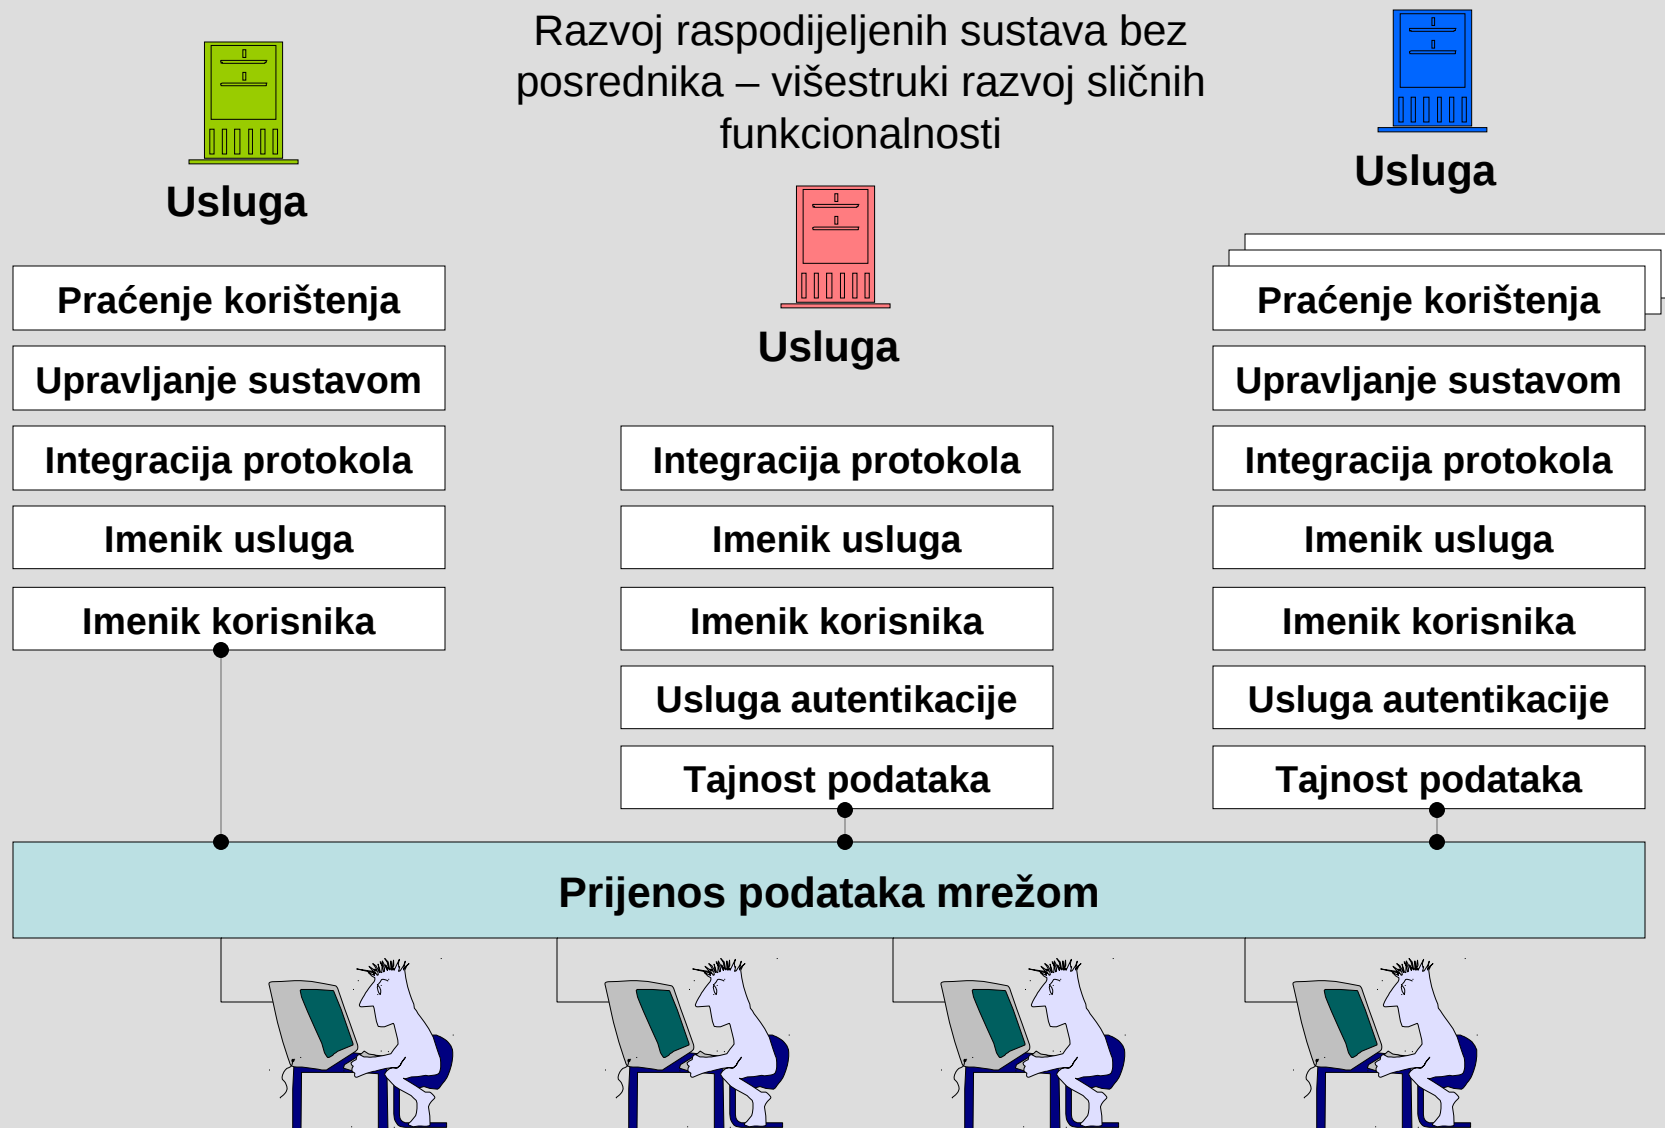 Razvoj raspodijeljenih sustava bez
posrednika – višestruki razvoj sličnih
funkcionalnosti
Usluga
Praćenje korištenja
Upravljanje sustavom
Integracija protokola
Imenik usluga
Imenik korisnika
Usluga
Integracija protokola
Imenik usluga
Imenik korisnika
Usluga autentikacije
Tajnost podataka
Usluga
Praćenje korištenja
Upravljanje sustavom
Integracija protokola
Imenik usluga
Imenik korisnika
Usluga autentikacije
Tajnost podataka
Prijenos podataka mrežom